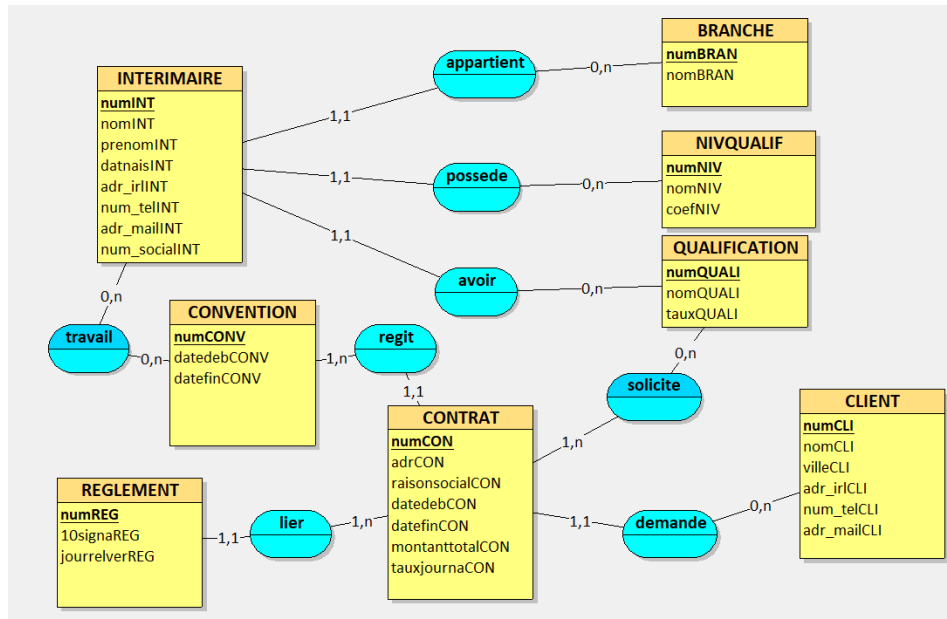 BRANCHE
numBRAN
nomBRAN
appartient
0,n
1,1
INTERIMAIRE
numINT
nomINT
prenomINT
datnaisINT
adr_irlINT
num_telINT
adr_mailINT
num_socialINT
NIVQUALIF
numNIV
nomNIV
coefNIV
possede
0,n
1,1
QUALIFICATION
numQUALI
nomQUALI
tauxQUALI
avoir
0,n
1,1
0,n
travail
0,n
CONVENTION
numCONV
datedebCONV
datefinCONV
1,n
regit
1,1
0,n
solicite
1,n
CONTRAT
numCON
adrCON
raisonsocialCON
datedebCON
datefinCON
montanttotalCON
tauxjournaCON
CLIENT
numCLI
nomCLI
villeCLI
adr_irlCLI
num_telCLI
adr_mailCLI
0,n
demande
1,1
REGLEMENT
numREG
10signaREG
jourrelverREG
1,1
lier
1,n